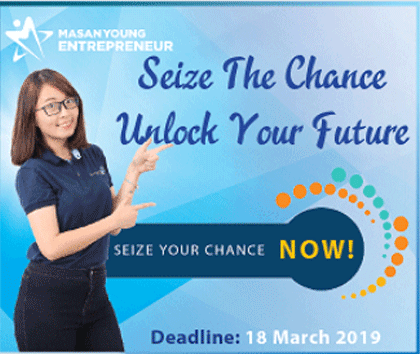 MASAN YOUNG
ENTREPRENEUR
Seize The Chance
Unlock Your Future
SEIZE YOUR CHANCE NOW!
Deadline: 18 March 2019